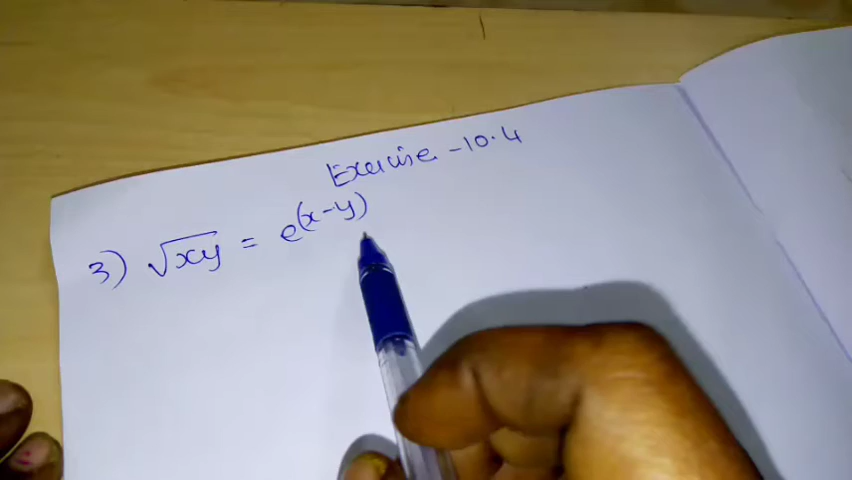 Exercise - 10.4
3) √xy = e^(x-y)